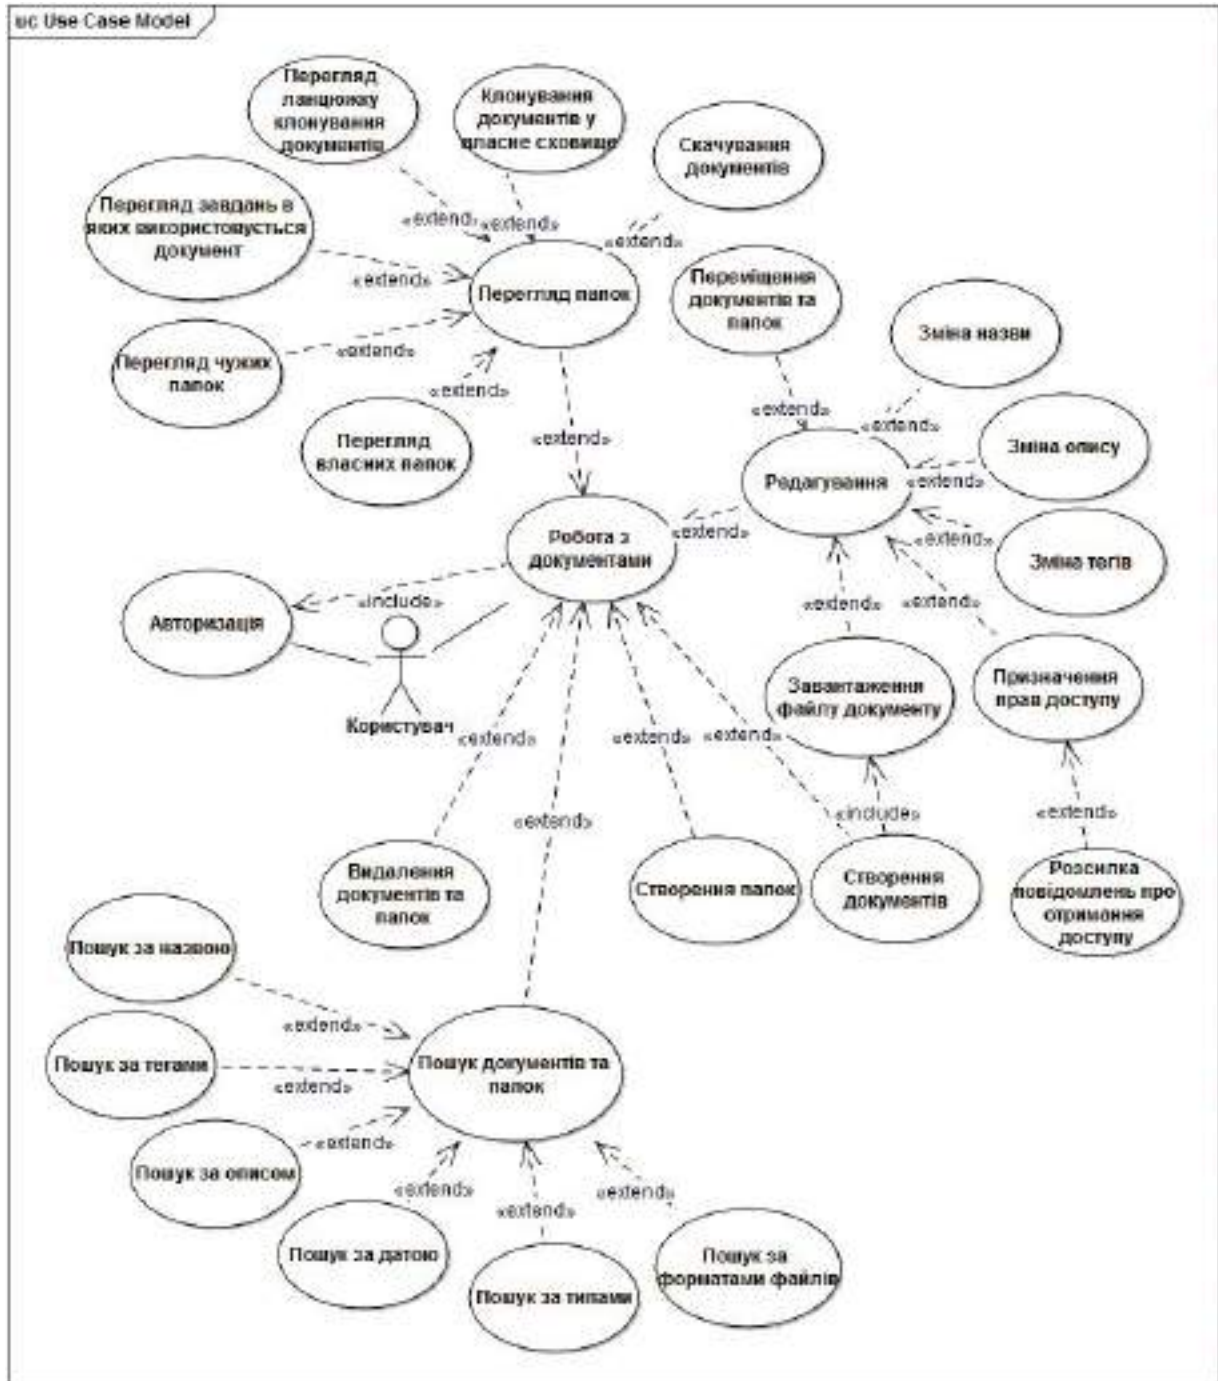 uc Use Case Model
Перегляд
ланцюжку
клонування
документів
Клонування
документів у
власне сховище
Скачування
документів
Перегляд завдань в
яких використовується
документ
«extend»
«extend»
«extend»
«extend»
Перегляд папок
Переміщення
документів та
папок
Зміна назви
Перегляд чужих
папок
«extend»
«extend»
Перегляд
власних папок
«extend»
«extend»
«extend»
Зміна опису
Редагування
«extend»
«extend»
«extend»
Зміна тегів
Робота з
документами
Авторизація
«include»
«extend»
«extend»
Користувач
Завантаження
файлу документу
Призначення
прав доступу
«extend»
«extend»
«extend»
«extend»
«include»
«extend»
Видалення
документів та
папок
Створення папок
Створення
документів
Розсилка
повідомлень про
отримання
доступу
Пошук за назвою
«extend»
Пошук за тегами
«extend»
Пошук документів та
папок
«extend»
Пошук за описом
«extend»
«extend»
«extend»
Пошук за датою
Пошук за типами
Пошук за
форматами файлів